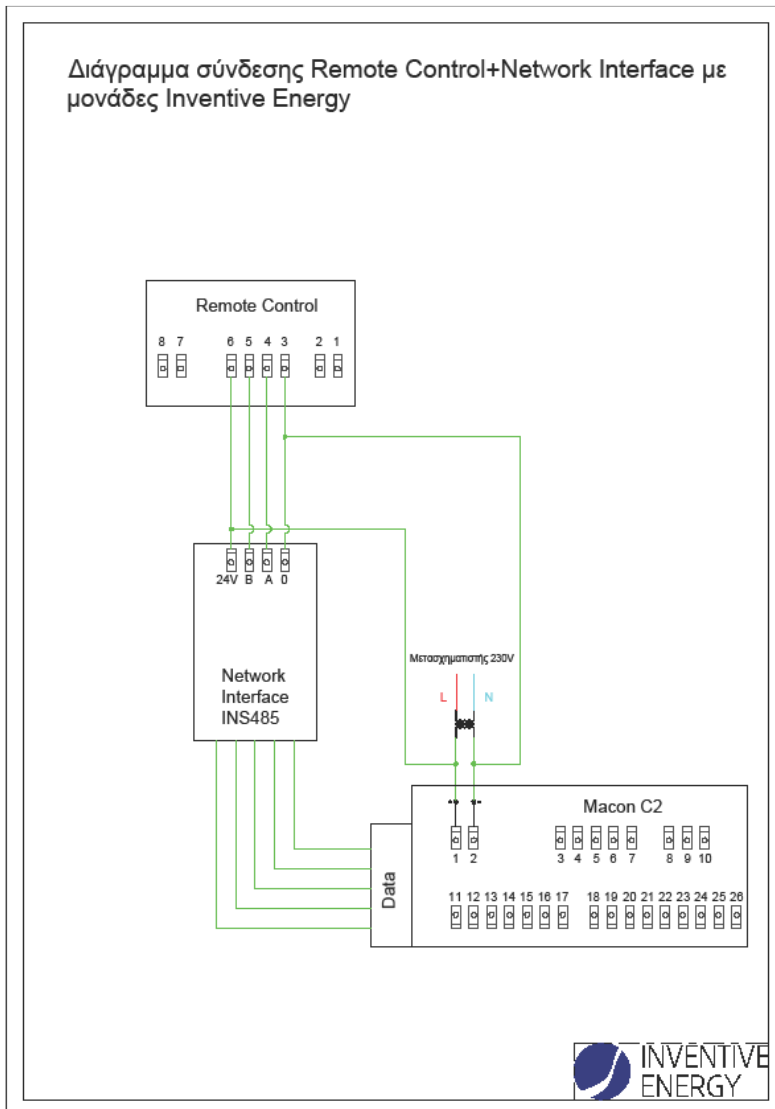 Διάγραμμα σύνδεσης Remote Control+Network Interface με
μονάδες Inventive Energy
Remote Control
8 7 6 5 4 3 2 1
24V B A 0
Network
Interface
INS485
Μετασχηματιστής 230V
L N
Macon C2
1 2 3 4 5 6 7 8 9 10
Data
11 12 13 14 15 16 17 18 19 20 21 22 23 24 25 26
INVENTIVE
ENERGY